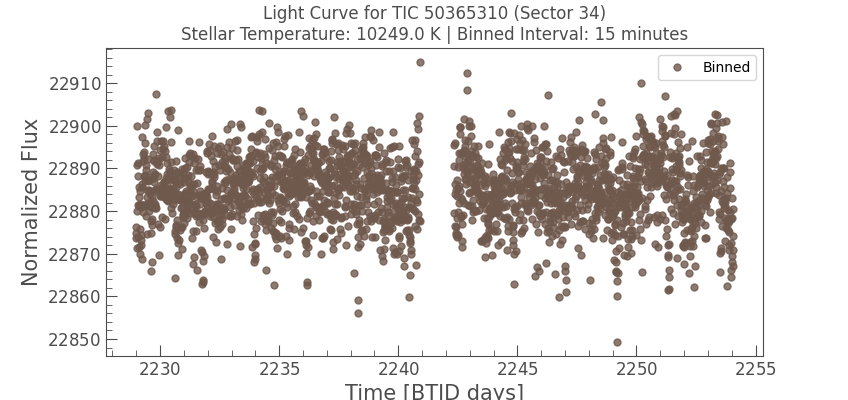 Light Curve for TIC 50365310 (Sector 34)
Stellar Temperature: 10249.0 K | Binned Interval: 15 minutes
Binned
Normalized Flux
22910
22900
22890
22880
22870
22860
22850
2230 2235 2240 2245 2250 2255
Time [BTJD days]